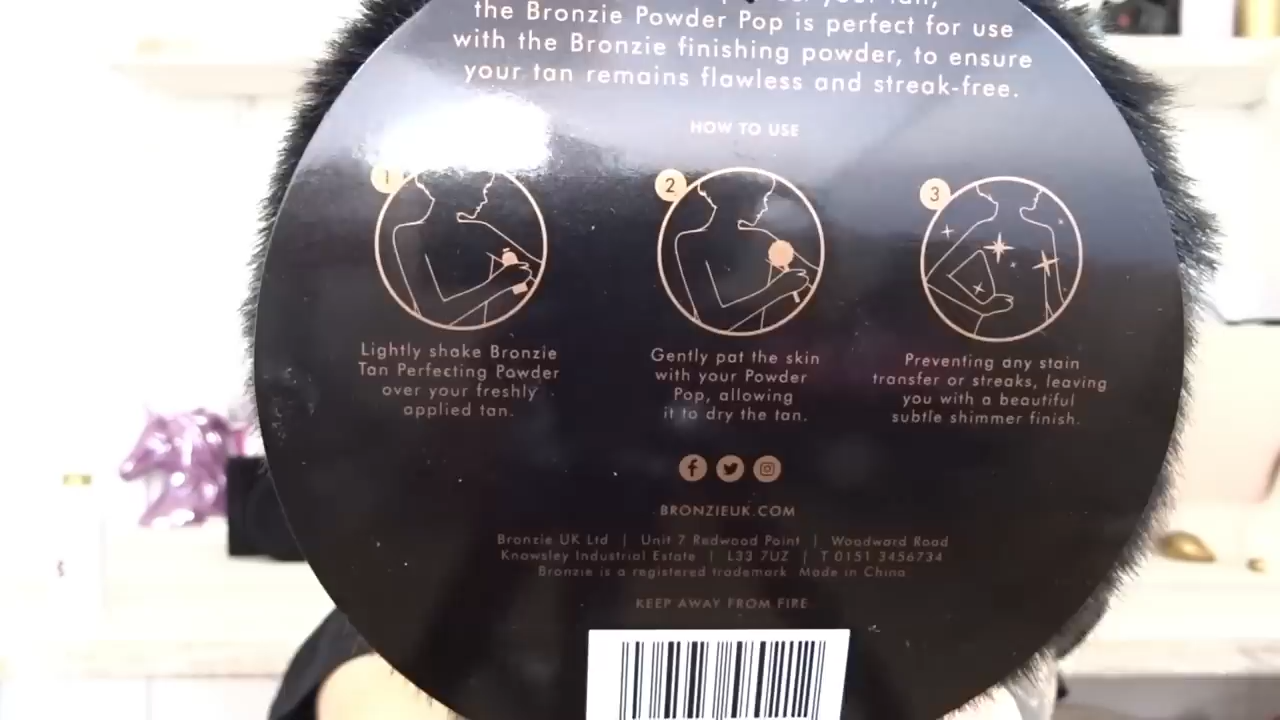 your tan,
the Bronzie Powder Pop is perfect for use
with the Bronzie finishing powder, to ensure
your tan remains flawless and streak-free.
HOW TO USE
1
2
3
Lightly shake Bronzie
Tan Perfecting Powder
over your freshly
applied tan.
Gently pat the skin
with your Powder
Pop, allowing
it to dry the tan.
Preventing any stain
transfer or streaks, leaving
you with a beautiful
subtle shimmer finish.
BRONZIEUK.COM
Bronzie UK Ltd | Unit 7 Redwood Point | Woodward Road
Knowsley Industrial Estate | L33 7UZ | T 0151 3456734
Bronzie is a registered trademark. Made in China
KEEP AWAY FROM FIRE